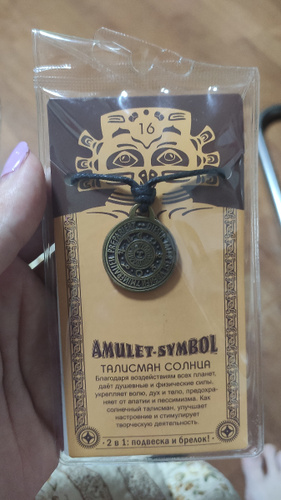 16
AMULET-SYMBOL
ТАЛИСМАН СОЛНЦА
Благодаря воздействиям всех планет,
даёт душевные и физические силы,
укрепляет волю, дух и тело, предохра-
няет от апатии и пессимизма. Как
солнечный талисман, улучшает
настроение и стимулирует
творческую деятельность.
· 2 в 1: подвеска и брелок! ·